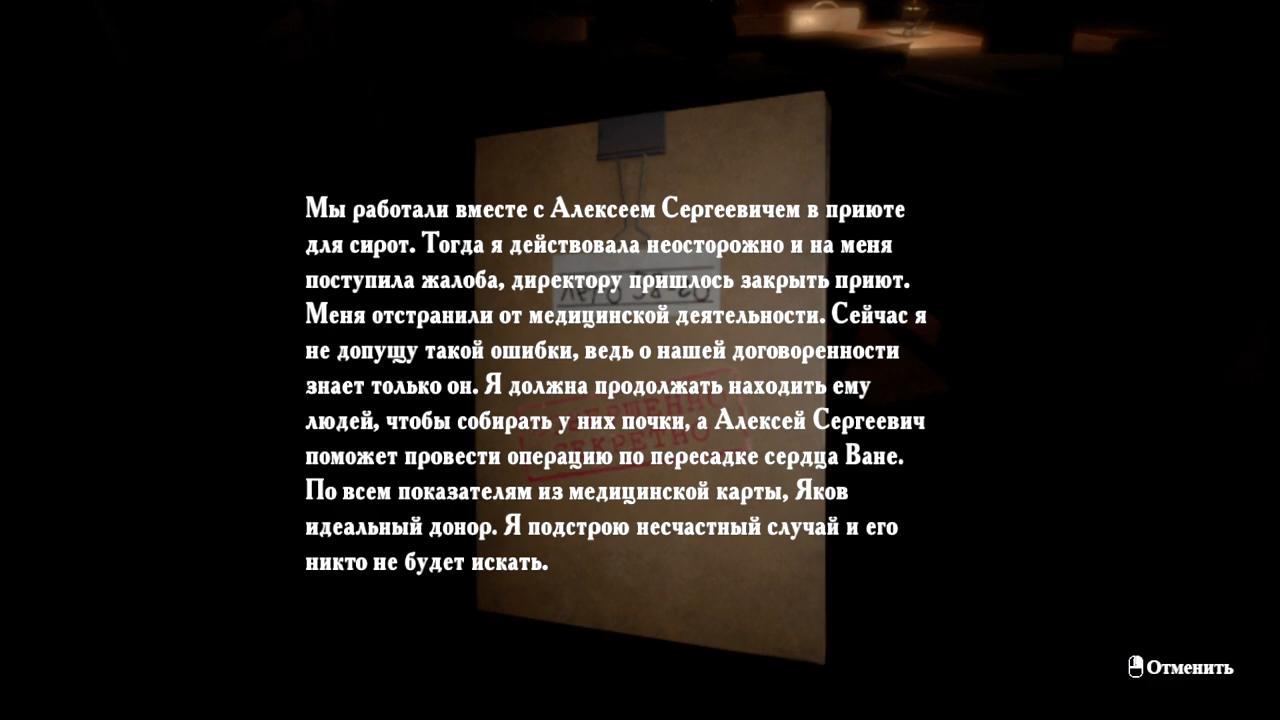 Мы работали вместе с Алексеем Сергеевичем в приюте
для сирот. Тогда я действовала неосторожно и на меня
поступила жалоба, директору пришлось закрыть приют.
Меня отстранили от медицинской деятельности. Сейчас я
не допущу такой ошибки, ведь о нашей договоренности
знает только он. Я должна продолжать находить ему
людей, чтобы собирать у них почки, а Алексей Сергеевич
поможет провести операцию по пересадке сердца Ване.
По всем показателям из медицинской карты, Яков
идеальный донор. Я подстрою несчастный случай и его
никто не будет искать.
СОВЕРШЕННО
СЕКРЕТНО
Отменить